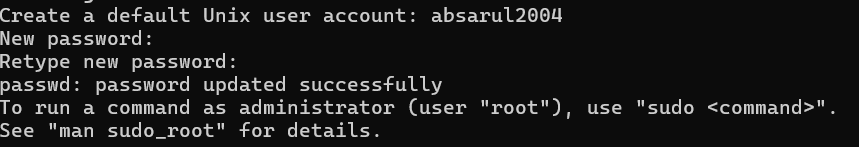 Create a default Unix user account: absarul2004
New password:
Retype new password:
passwd: password updated successfully
To run a command as administrator (user "root"), use "sudo <command>".
See "man sudo_root" for details.